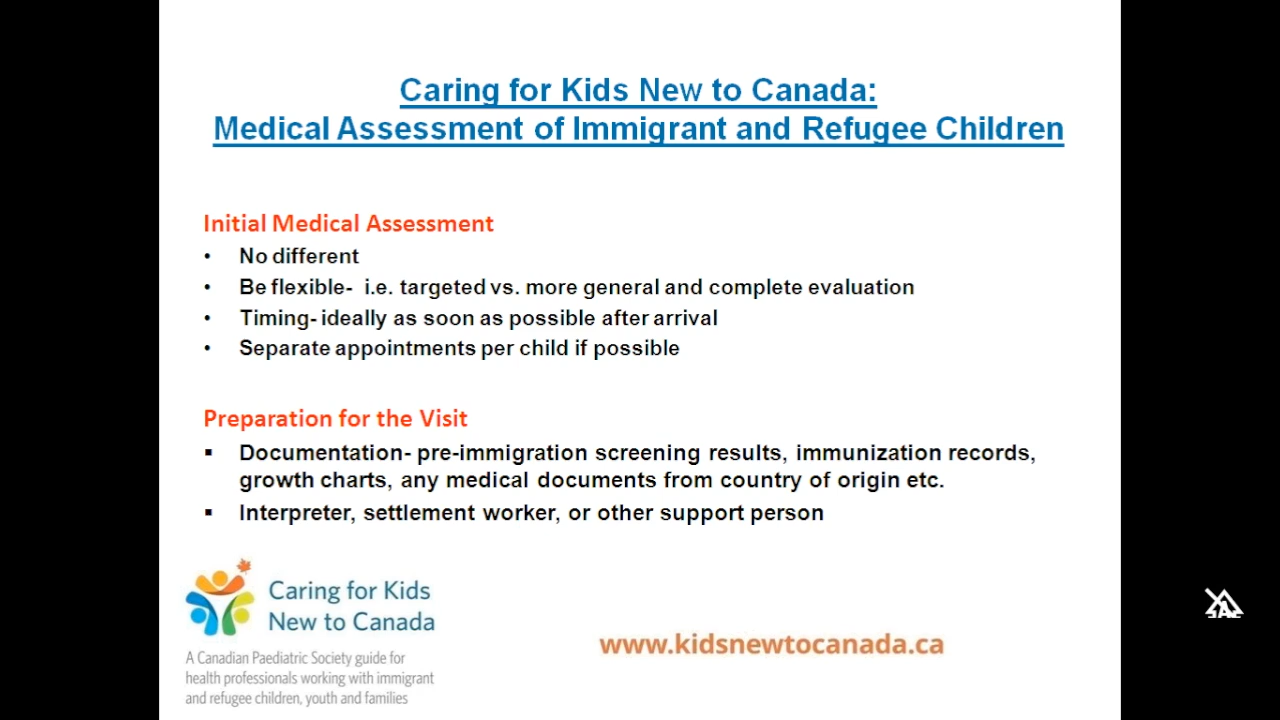 Caring for Kids New to Canada:
Medical Assessment of Immigrant and Refugee Children
Initial Medical Assessment
• No different
• Be flexible- i.e. targeted vs. more general and complete evaluation
• Timing- ideally as soon as possible after arrival
• Separate appointments per child if possible
Preparation for the Visit
▪ Documentation- pre-immigration screening results, immunization records,
growth charts, any medical documents from country of origin etc.
▪ Interpreter, settlement worker, or other support person
Caring for Kids
New to Canada
A Canadian Paediatric Society guide for
health professionals working with immigrant
and refugee children, youth and families
www.kidsnewtocanada.ca